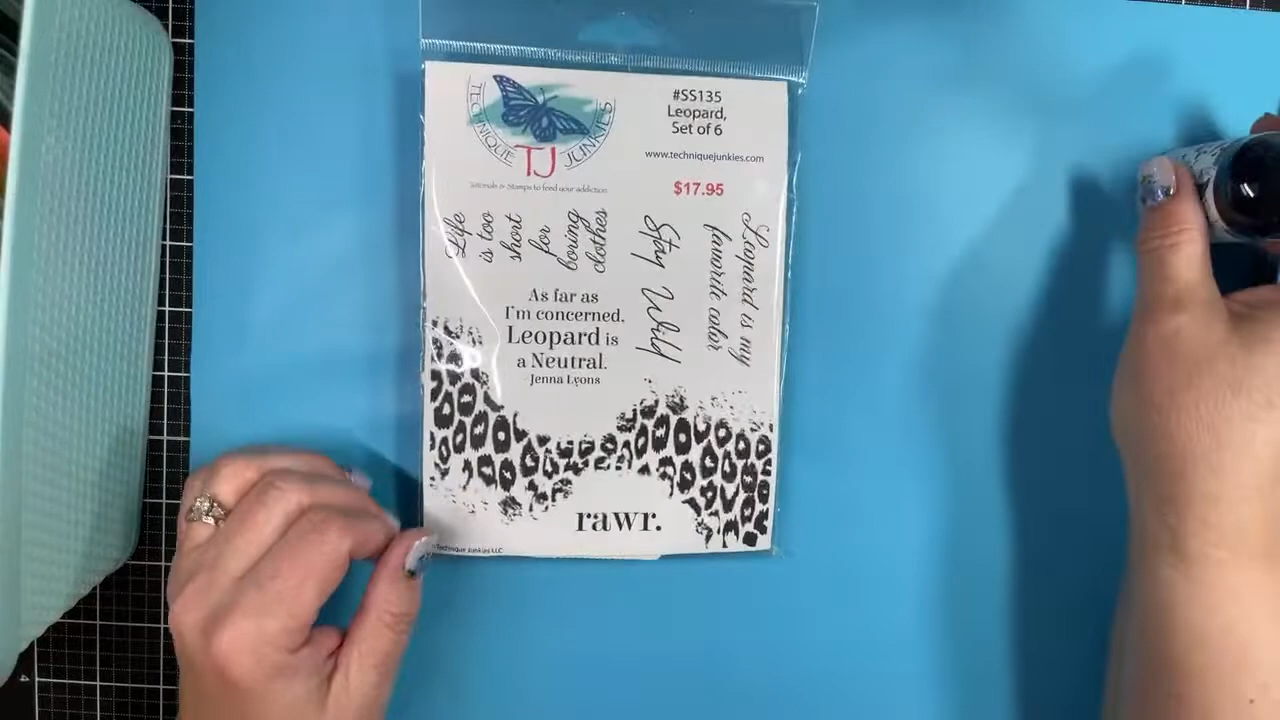 TECHNIQUE JUNKIES
TJ
Tutorials & Stamps to feed your addiction
#SS135
Leopard,
Set of 6
www.techniquejunkies.com
$17.95
Life
is too
short
for
boring
clothes
Stay Wild
Leopard is my
favorite color
As far as
I'm concerned,
Leopard is
a Neutral.
-Jenna Lyons
rawr.
©Technique Junkies LLC
4